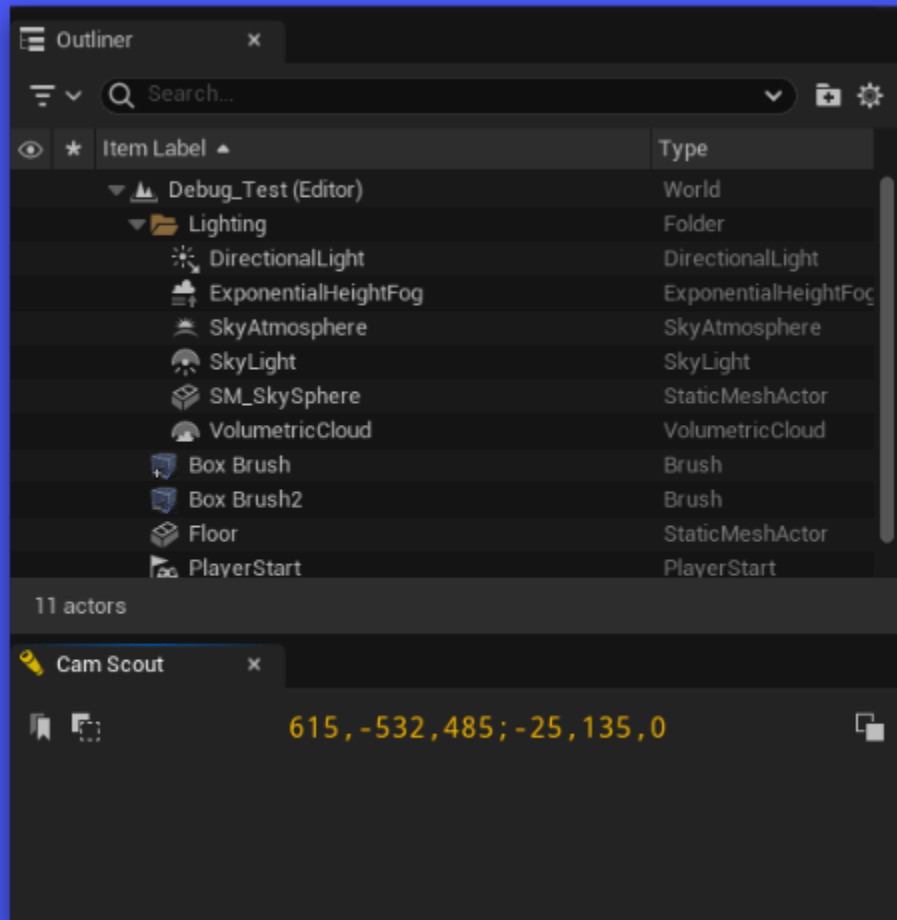 Outliner
Search...
Item Label Type
Debug_Test (Editor) World
Lighting Folder
DirectionalLight DirectionalLight
ExponentialHeightFog ExponentialHeightFog
SkyAtmosphere SkyAtmosphere
SkyLight SkyLight
SM_SkySphere StaticMeshActor
VolumetricCloud VolumetricCloud
Box Brush Brush
Box Brush2 Brush
Floor StaticMeshActor
PlayerStart PlayerStart
11 actors
Cam Scout
615,-532,485;-25,135,0